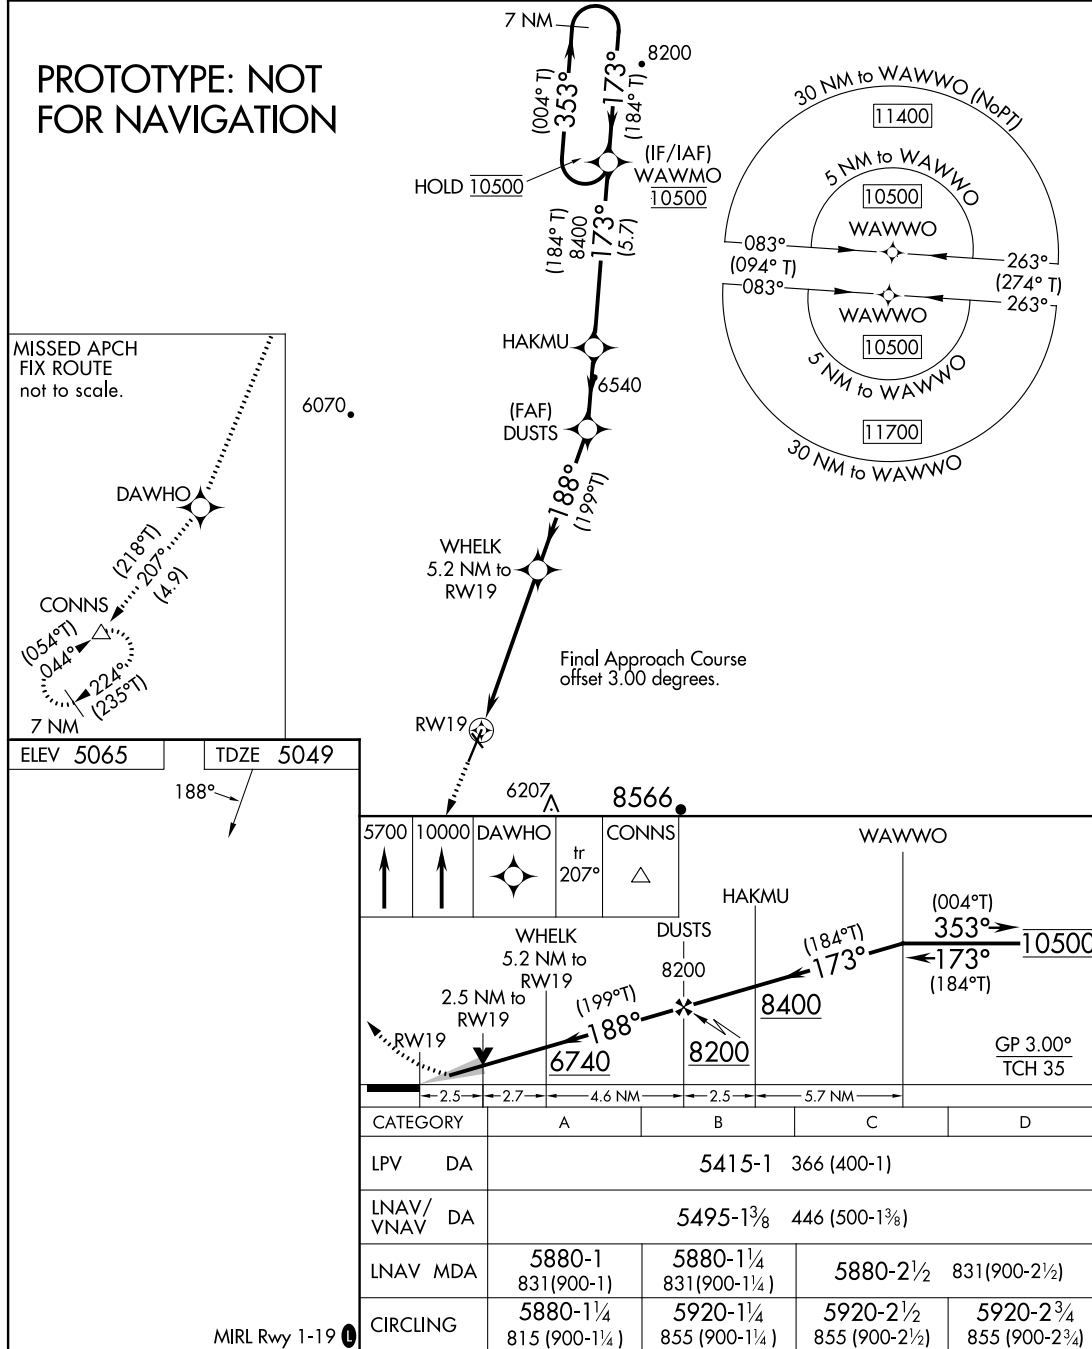 PROTOTYPE: NOT
FOR NAVIGATION
7 NM
8200
353°
(004° T)
173°
(184° T)
HOLD 10500
(IF/IAF)
WAWMO
10500
(184° T)
8400
173°
(5.7)
HAKMU
6540
(FAF)
DUSTS
188°
(199°T)
WHELK
5.2 NM to
RW19
Final Approach Course
offset 3.00 degrees.
RW19
6070
6207
8566
30 NM to WAWWO (NoPT)
11400
5 NM to WAWWO
10500
WAWWO
083°
263°
(094° T)
(274° T)
083°
263°
WAWWO
10500
5 NM to WAWWO
11700
30 NM to WAWWO
MISSED APCH
FIX ROUTE
not to scale.
DAWHO
(218°T)
207°
(4.9)
CONNS
(054°T)
044°
224°
(235°T)
7 NM
ELEV 5065
TDZE 5049
188°
MIRL Rwy 1-19 L
5700
10000
DAWHO
tr
207°
CONNS
WAWWO
HAKMU
DUSTS
8200
WHELK
5.2 NM to
RW19
2.5 NM to
RW19
RW19
(199°T)
188°
(184°T)
173°
(004°T)
353°
10500
173°
(184°T)
8400
8200
6740
GP 3.00°
TCH 35
2.5
2.7
4.6 NM
2.5
5.7 NM
CATEGORY A B C D
LPV DA 5415-1 366 (400-1)
LNAV/
VNAV DA 5495-1⅜ 446 (500-1⅜)
LNAV MDA 5880-1 5880-1¼ 5880-2½ 831(900-2½)
831(900-1) 831(900-1¼)
CIRCLING 5880-1¼ 5920-1¼ 5920-2½ 5920-2¾
815 (900-1¼) 855 (900-1¼) 855 (900-2½) 855 (900-2¾)